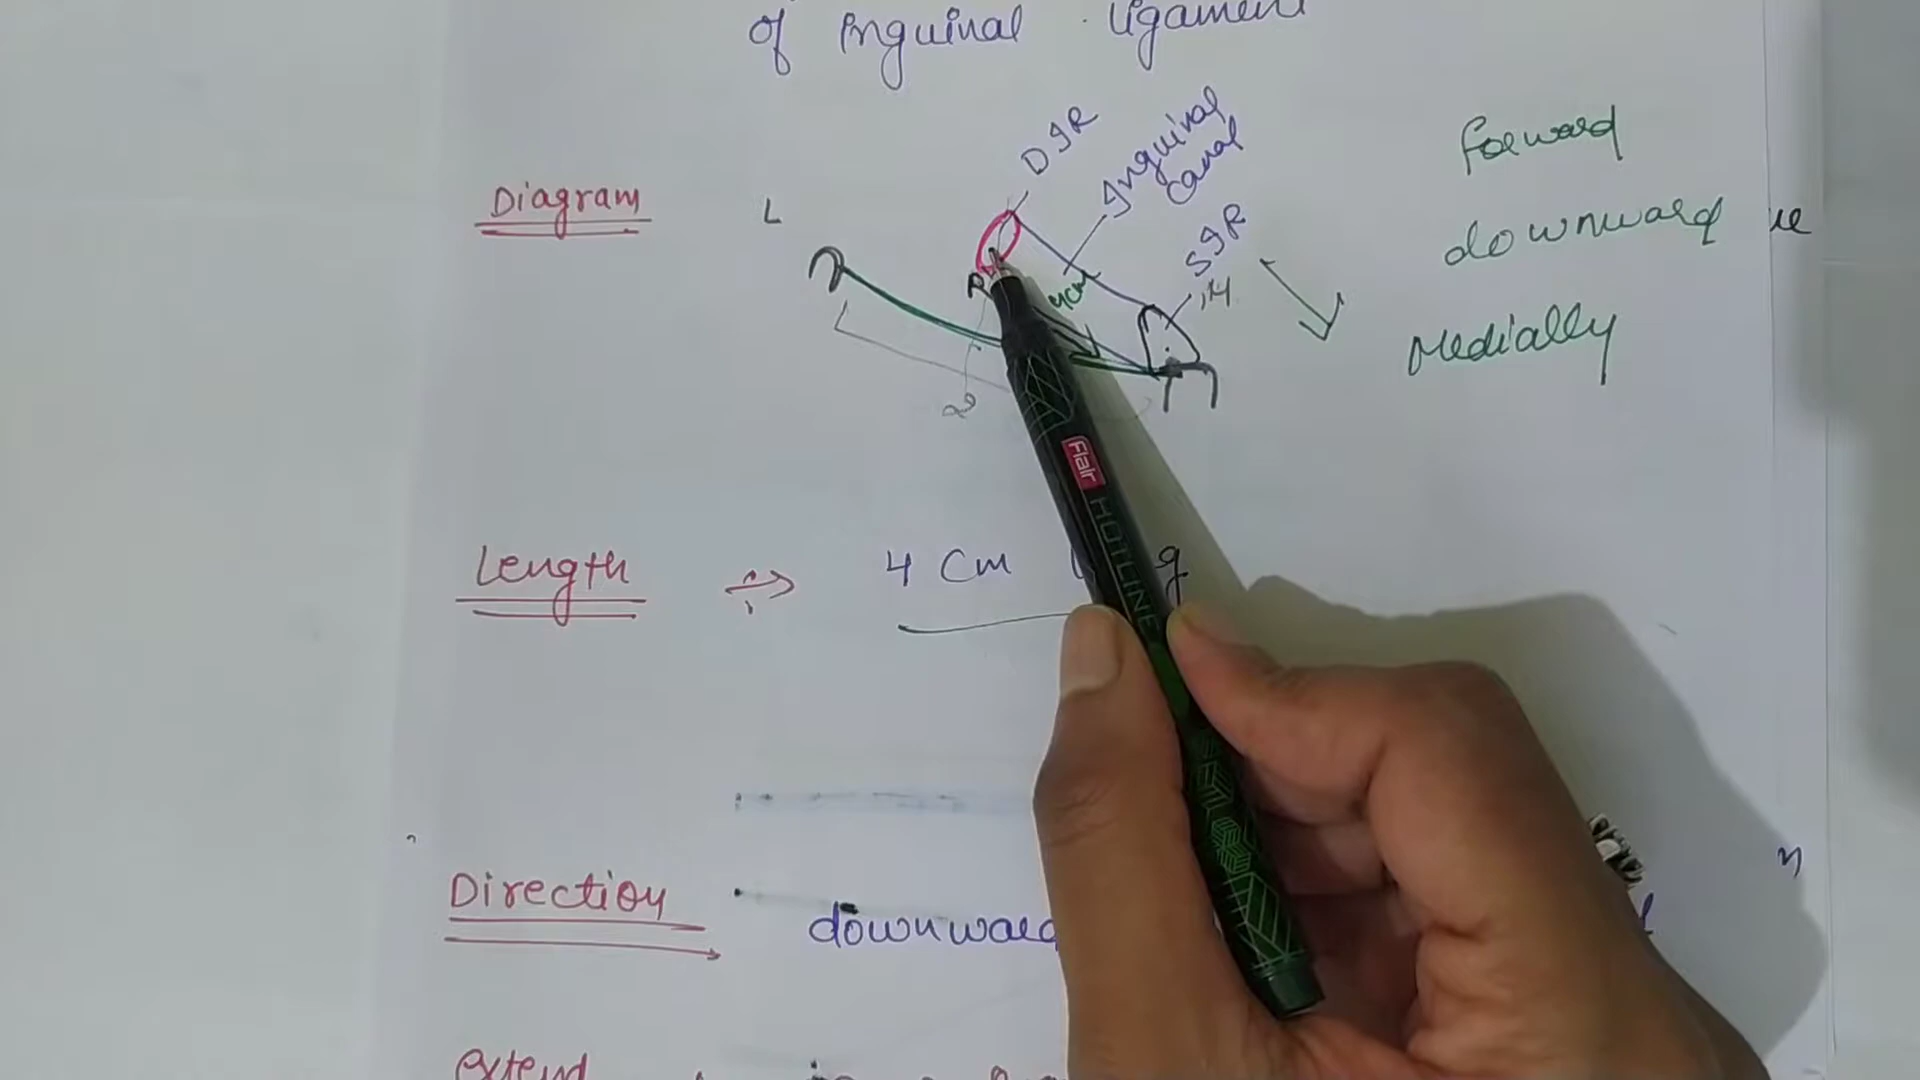 of Inguinal ligament
Diagram
L
DIR
Inguinal
Canal
SIR
4cm
forward
downward
Medially
Flair
HOTLINE
Length
4 Cm
Direction
downward
extend